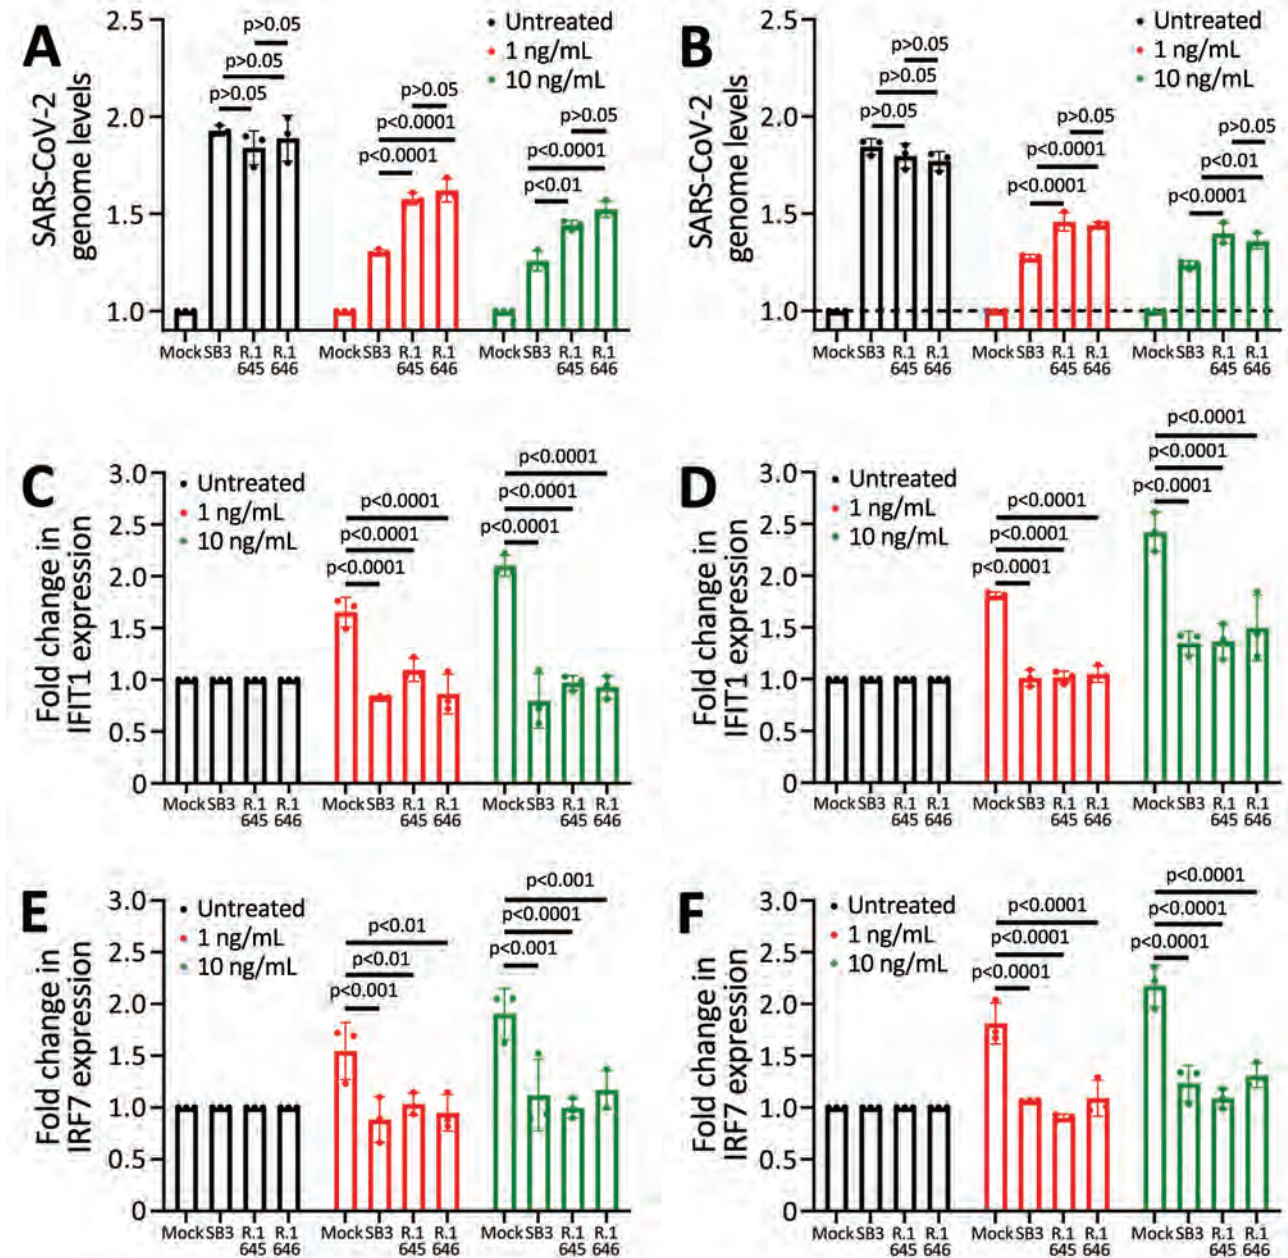 A
SARS-CoV-2
genome levels
2.5
2.0
1.5
1.0
Untreated
1 ng/mL
10 ng/mL
p>0.05
p>0.05
p>0.05
p>0.05
p<0.0001
p<0.0001
p>0.05
p<0.0001
p<0.01
Mock SB3 R.1 R.1 Mock SB3 R.1 R.1 Mock SB3 R.1 R.1
645 646 645 646 645 646
B
SARS-CoV-2
genome levels
2.5
2.0
1.5
1.0
Untreated
1 ng/mL
10 ng/mL
p>0.05
p>0.05
p>0.05
p>0.05
p<0.0001
p<0.0001
p>0.05
p<0.01
p<0.0001
Mock SB3 R.1 R.1 Mock SB3 R.1 R.1 Mock SB3 R.1 R.1
645 646 645 646 645 646
C
Fold change in
IFIT1 expression
3.0
2.5
2.0
1.5
1.0
0.5
0
Untreated
1 ng/mL
10 ng/mL
p<0.0001
p<0.0001
p<0.0001
p<0.0001
p<0.0001
p<0.0001
Mock SB3 R.1 R.1 Mock SB3 R.1 R.1 Mock SB3 R.1 R.1
645 646 645 646 645 646
D
Fold change in
IFIT1 expression
3.0
2.5
2.0
1.5
1.0
0.5
0
Untreated
1 ng/mL
10 ng/mL
p<0.0001
p<0.0001
p<0.0001
p<0.0001
p<0.0001
p<0.0001
Mock SB3 R.1 R.1 Mock SB3 R.1 R.1 Mock SB3 R.1 R.1
645 646 645 646 645 646
E
Fold change in
IRF7 expression
3.0
2.5
2.0
1.5
1.0
0.5
0
Untreated
1 ng/mL
10 ng/mL
p<0.01
p<0.01
p<0.001
p<0.001
p<0.0001
p<0.001
Mock SB3 R.1 R.1 Mock SB3 R.1 R.1 Mock SB3 R.1 R.1
645 646 645 646 645 646
F
Fold change in
IRF7 expression
3.0
2.5
2.0
1.5
1.0
0.5
0
Untreated
1 ng/mL
10 ng/mL
p<0.0001
p<0.0001
p<0.0001
p<0.0001
p<0.0001
p<0.0001
Mock SB3 R.1 R.1 Mock SB3 R.1 R.1 Mock SB3 R.1 R.1
645 646 645 646 645 646